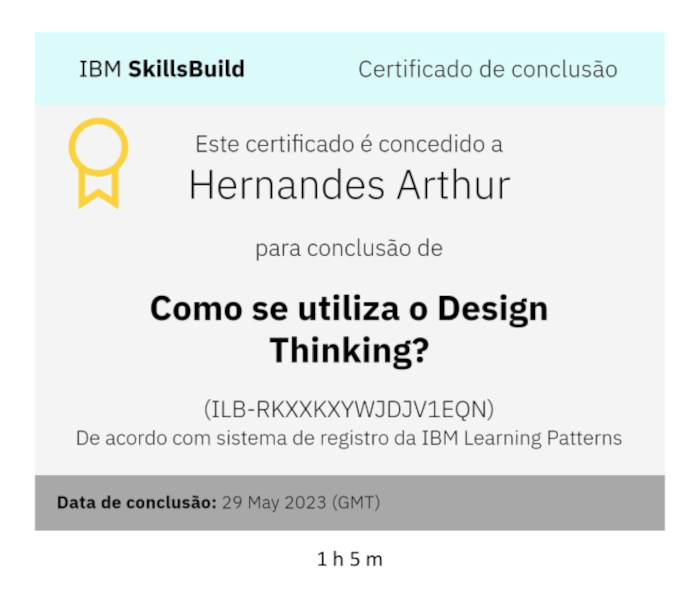 IBM SkillsBuild
Certificado de conclusão
Este certificado é concedido a
Hernandes Arthur
para conclusão de
Como se utiliza o Design
Thinking?
(ILB-RKXXKXYWJDJV1EQN)
De acordo com sistema de registro da IBM Learning Patterns
Data de conclusão: 29 May 2023 (GMT)
1 h 5 m